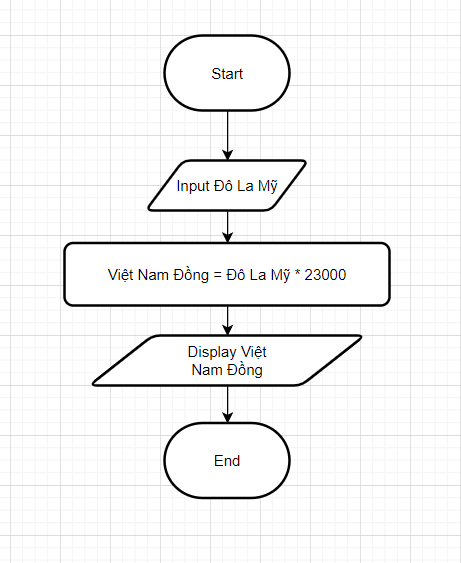 Start
Input Đô La Mỹ
Việt Nam Đồng = Đô La Mỹ * 23000
Display Việt
Nam Đồng
End